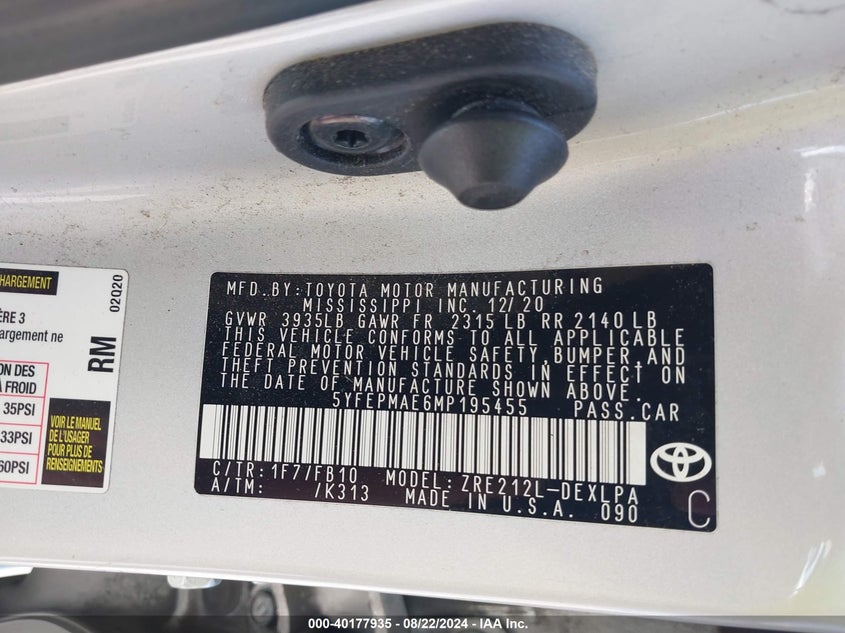 CHARGEMENT
ÈRE 3
hargement ne
ON DES
À FROID
35PSI
33PSI
60PSI
02020
RM
VOIR LE MANUEL
DE L'USAGER
POUR PLUS DE
RENSEIGNEMENTS
MFD.BY:TOYOTA MOTOR MANUFACTURING
MISSISSIPPI INC. 12/20
GVWR 3935LB GAWR FR 2315 LB RR 2140 LB
THIS VEHICLE CONFORMS TO ALL APPLICABLE
FEDERAL MOTOR VEHICLE SAFETY,BUMPER,AND
THEFT PREVENTION STANDARDS IN EFFECT ON
THE DATE OF MANUFACTURE SHOWN ABOVE.
5YFEPMAE6MP195455 PASS.CAR
C/TR:1F7/FB10 MODEL:ZRE212L-DEXLPA
A/TM: /K313 MADE IN U.S.A. 090
C
000-40177935 - 08/22/2024 - IAA Inc.